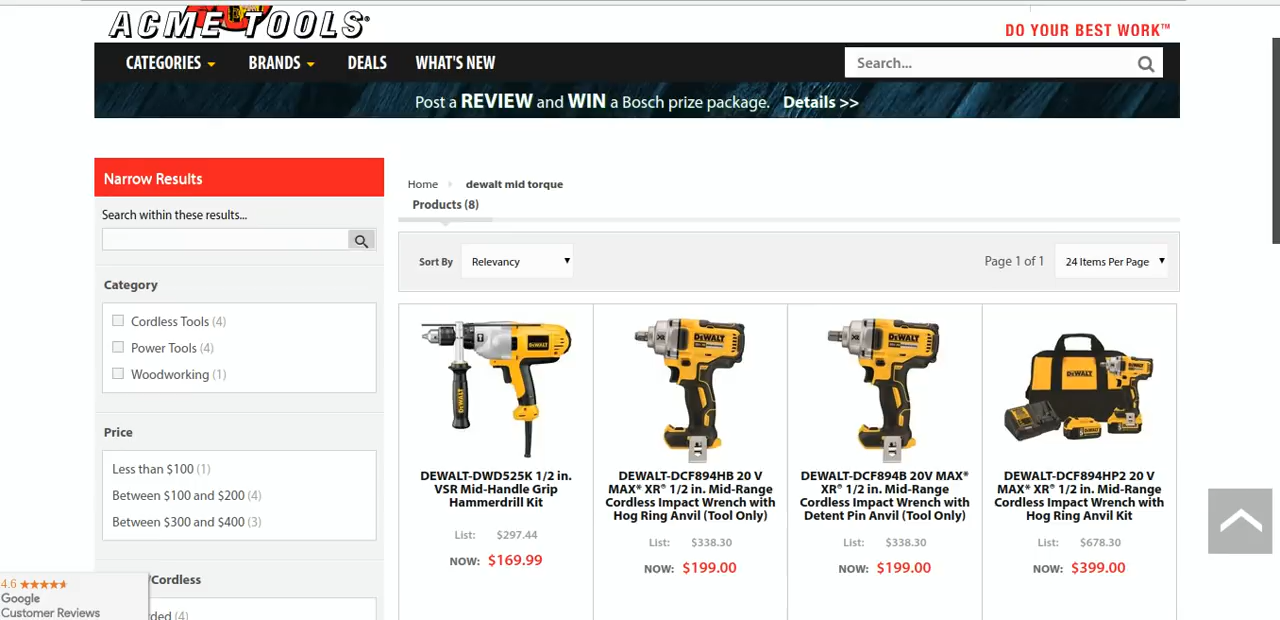 ACME TOOLS®
DO YOUR BEST WORK™
CATEGORIES BRANDS DEALS WHAT'S NEW
Search...
Post a REVIEW and WIN a Bosch prize package. Details >>
Narrow Results
Search within these results...
Category
Cordless Tools (4)
Power Tools (4)
Woodworking (1)
Price
Less than $100 (1)
Between $100 and $200 (4)
Between $300 and $400 (3)
/Cordless
ded (4)
4.6
Google
Customer Reviews
Home dewalt mid torque
Products (8)
Sort By Relevancy
Page 1 of 1 24 Items Per Page
DEWALT-DWD525K 1/2 in.
VSR Mid-Handle Grip
Hammerdrill Kit
List: $297.44
NOW: $169.99
DEWALT-DCF894HB 20 V
MAX* XR® 1/2 in. Mid-Range
Cordless Impact Wrench with
Hog Ring Anvil (Tool Only)
List: $338.30
NOW: $199.00
DEWALT-DCF894B 20V MAX*
XR® 1/2 in. Mid-Range
Cordless Impact Wrench with
Detent Pin Anvil (Tool Only)
List: $338.30
NOW: $199.00
DEWALT-DCF894HP2 20 V
MAX* XR® 1/2 in. Mid-Range
Cordless Impact Wrench with
Hog Ring Anvil Kit
List: $678.30
NOW: $399.00
DEWALT
DEWALT
DEWALT
DEWALT
DEWALT